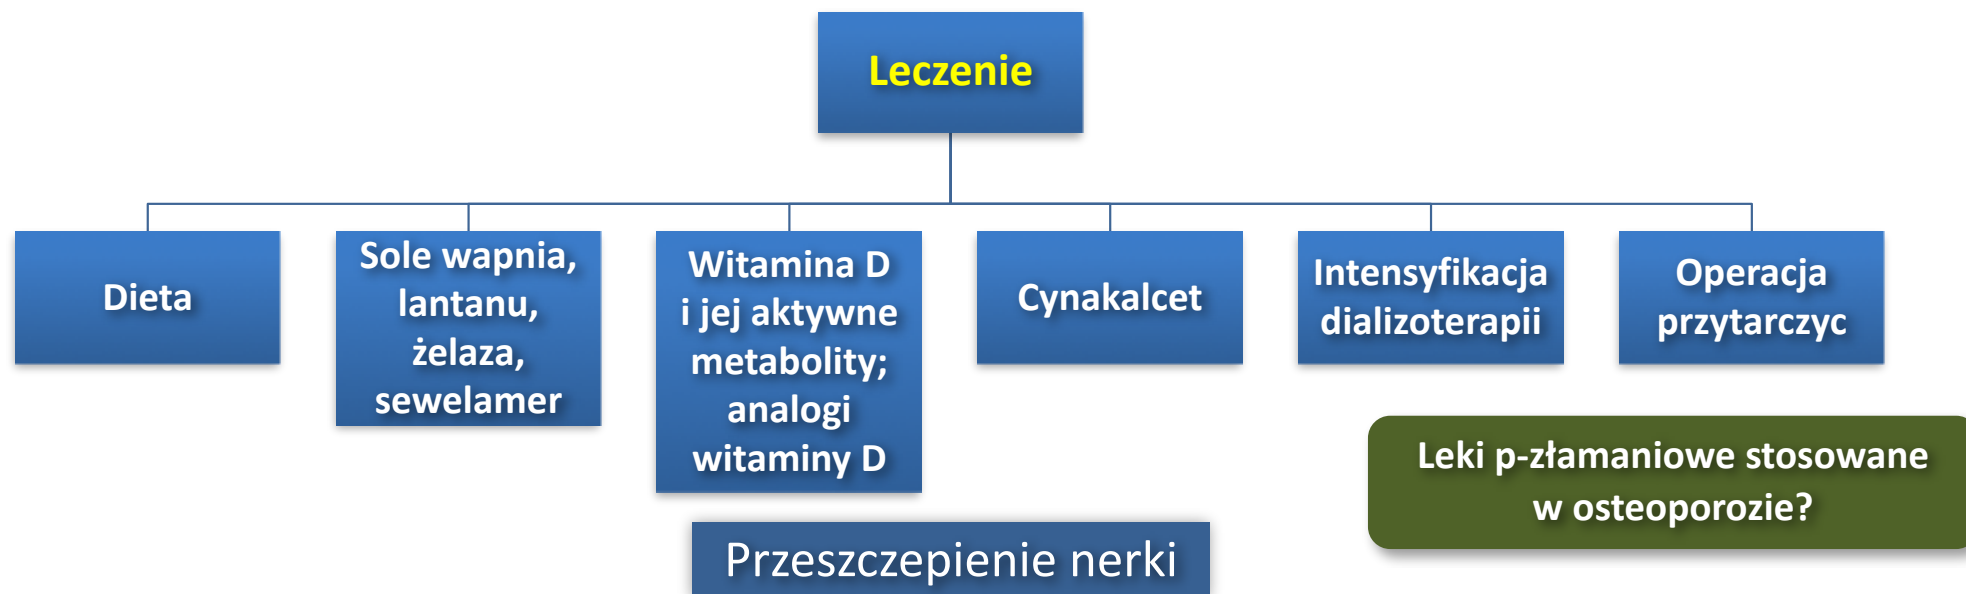 Leczenie
Dieta
Sole wapnia,
lantanu,
żelaza,
sewelamer
Witamina D
i jej aktywne
metabolity;
analogi
witaminy D
Cynakalcet
Intensyfikacja
dializoterapii
Operacja
przytarczyc
Leki p-złamaniowe stosowane
w osteoporozie?
Przeszczepienie nerki